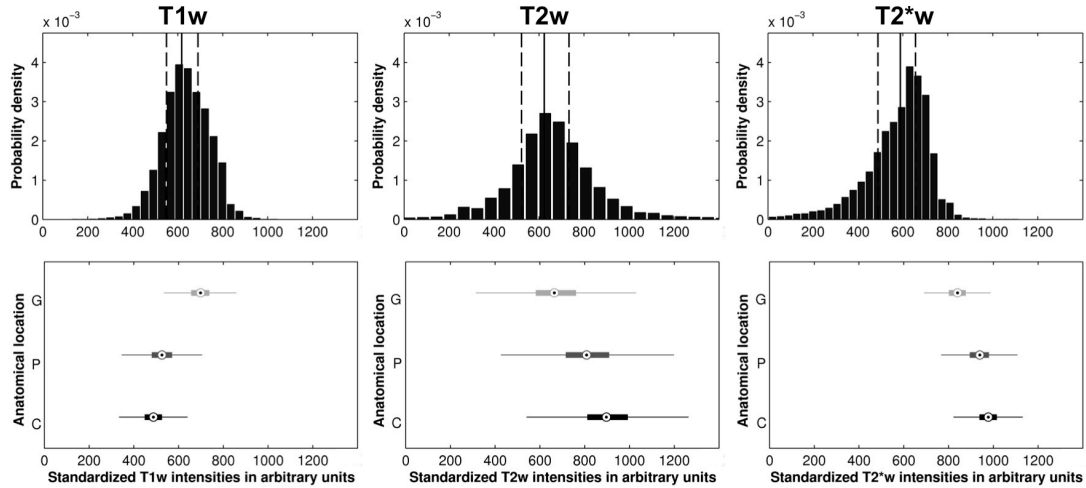 T1w
T2w
T2*w
x 10⁻³
x 10⁻³
x 10⁻³
Probability density
4
3
2
1
0
0 200 400 600 800 1000 1200
Probability density
4
3
2
1
0
0 200 400 600 800 1000 1200
Probability density
4
3
2
1
0
0 200 400 600 800 1000 1200
Anatomical location
G
P
C
0 200 400 600 800 1000 1200
Standardized T1w intensities in arbitrary units
Anatomical location
G
P
C
0 200 400 600 800 1000 1200
Standardized T2w intensities in arbitrary units
Anatomical location
G
P
C
0 200 400 600 800 1000 1200
Standardized T2*w intensities in arbitrary units